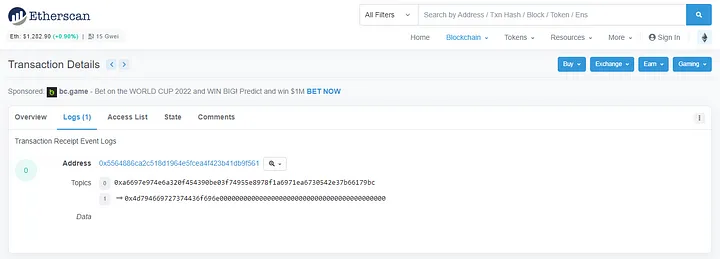 Etherscan
All Filters
Search by Address / Txn Hash / Block / Token / Ens
Eth: $1,282.90 (+0.90%) | 15 Gwei
Home Blockchain Tokens Resources More Sign In
Transaction Details
Buy Exchange Earn Gaming
Sponsored: bc.game - Bet on the WORLD CUP 2022 and WIN BIG! Predict and win $1M BET NOW
Overview Logs (1) Access List State Comments
Transaction Receipt Event Logs
0 Address 0x5564886ca2c518d1964e5fcea4f423b41db9f561
Topics 0 0xa6697e974e6a320f454390be03f74955e8978f1a6971ea6730542e37b66179bc
1 0x4d794669727374436f696e0000000000000000000000000000000000000000000
Data